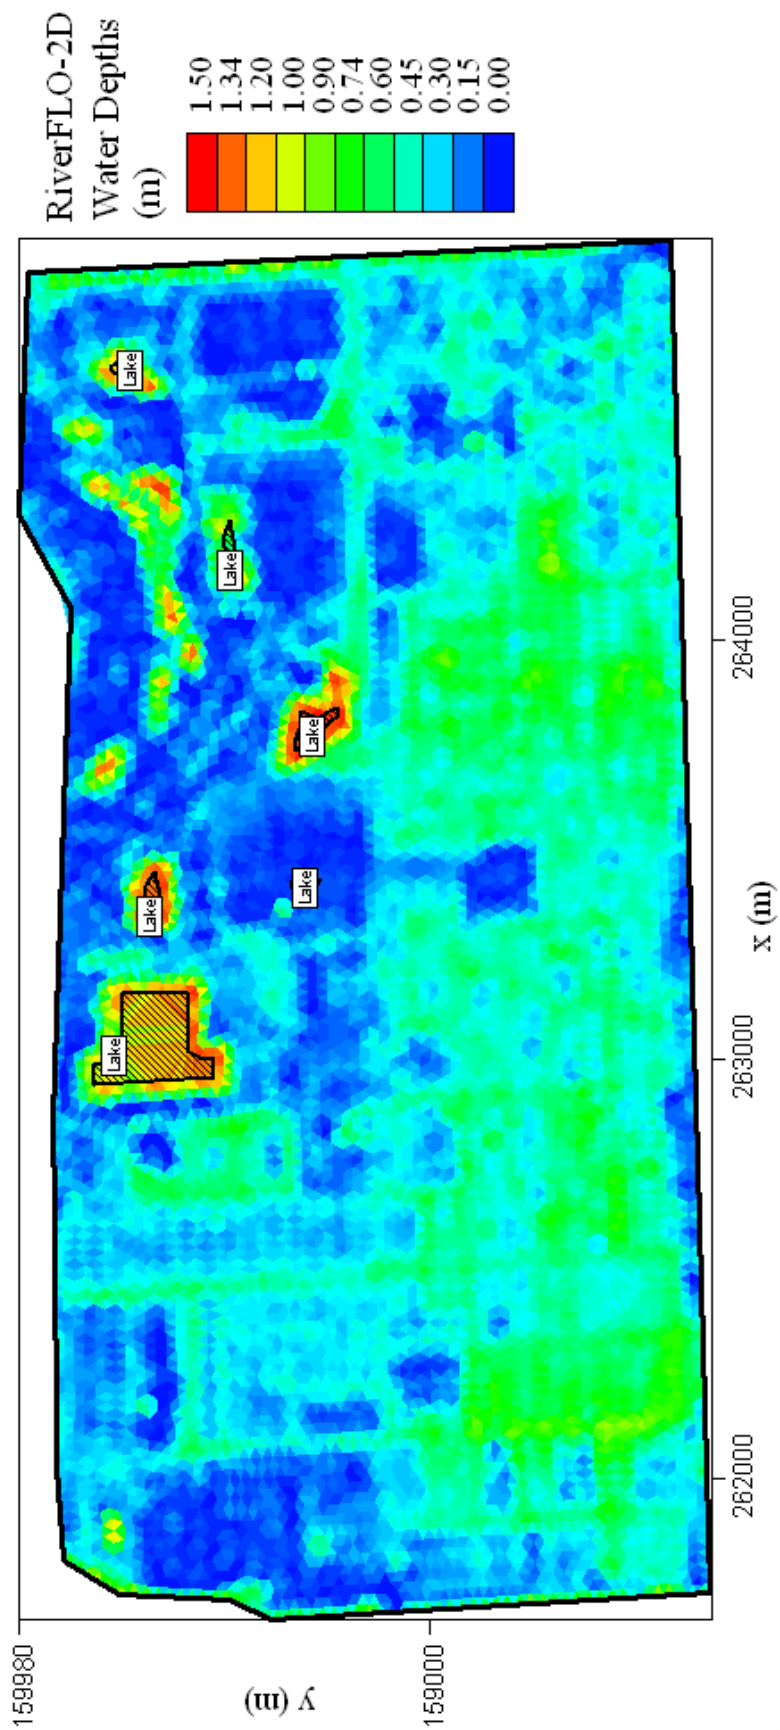 RiverFLO-2D
Water Depths
(m)
1.50
1.34
1.20
1.00
0.90
0.74
0.60
0.45
0.30
0.15
0.00
Lake
Lake
Lake
Lake
Lake
Lake
159980
159000
y (m)
262000
263000
264000
x (m)